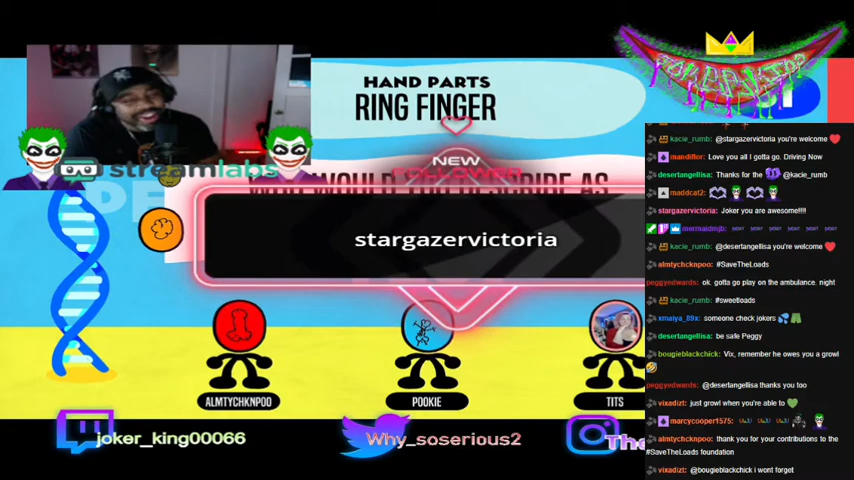 HAND PARTS
RING FINGER
streamlabs
NEW
FOLLOWER
stargazervictoria
ALMTYCHKNPOO
POOKIE
TITS
joker_king00066
Why_soserious2
kacie_rumb: @stargazervictoria you're welcome
mandiflor: Love you all I gotta go. Driving Now
desertangellisa: Thanks for the @kacie_rumb
maddcat2:
stargazervictoria: Joker you are awesome!!!!
mermaidmjb:
kacie_rumb: @desertangellisa you're welcome
almtychcknpoo: #SaveTheLoads
peggyedwards: ok. gotta go play on the ambulance. night
kacie_rumb: #sweetloads
xmaiya_89x: someone check jokers
desertangellisa: be safe Peggy
bougieblackchick: Vix, remember he owes you a growl
peggyedwards: @desertangellisa thanks you too
vixadizt: just growl when you're able to
marcycooper1575:
almtychcknpoo: thank you for your contributions to the
#SaveTheLoads foundation
vixadizt: @bougieblackchick i wont forget